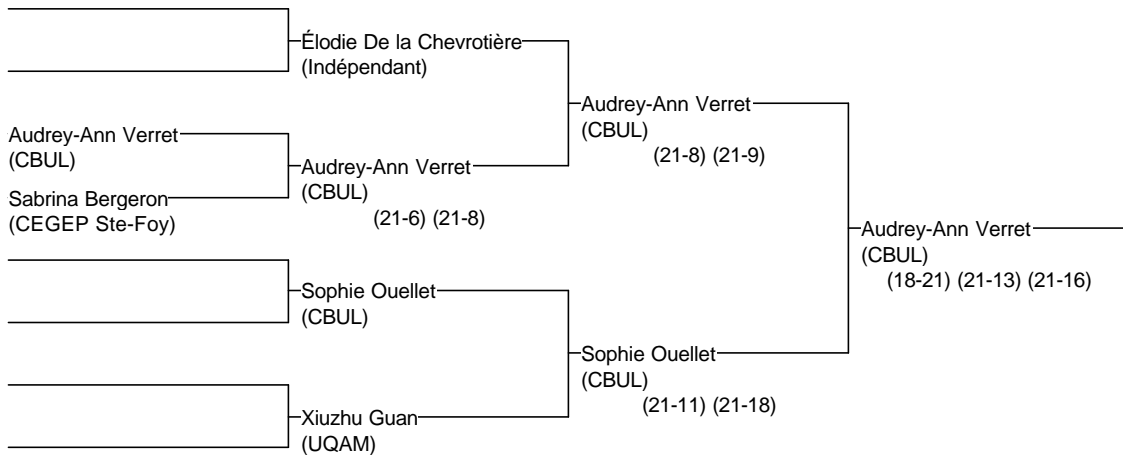 Élodie De la Chevrotière
(Indépendant)
Audrey-Ann Verret
(CBUL)
(21-8) (21-9)
Audrey-Ann Verret
(CBUL)
Audrey-Ann Verret
(CBUL)
(21-6) (21-8)
Sabrina Bergeron
(CEGEP Ste-Foy)
Audrey-Ann Verret
(CBUL)
(18-21) (21-13) (21-16)
Sophie Ouellet
(CBUL)
Sophie Ouellet
(CBUL)
(21-11) (21-18)
Xiuzhu Guan
(UQAM)